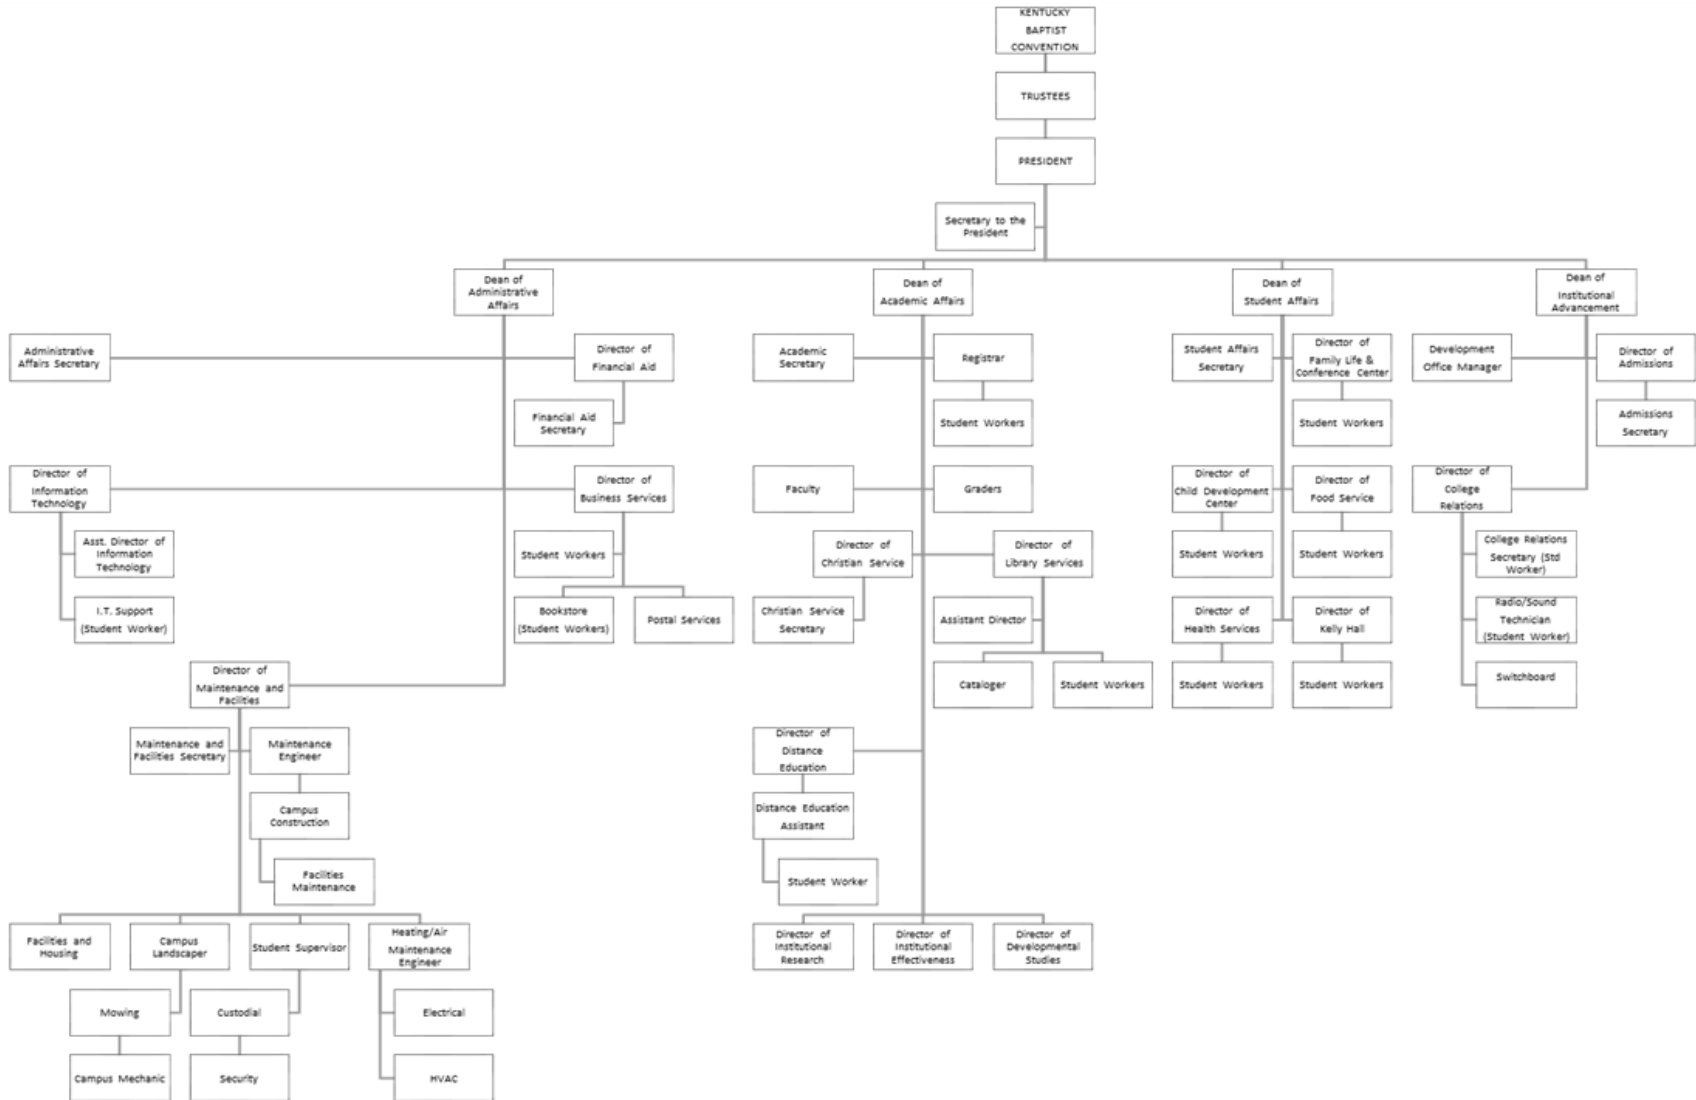 KENTUCKY
BAPTIST
CONVENTION
TRUSTEES
PRESIDENT
Secretary to the
President
Dean of
Administrative
Affairs
Dean of
Academic Affairs
Dean of
Student Affairs
Dean of
Institutional
Advancement
Administrative
Affairs Secretary
Director of
Financial Aid
Academic
Secretary
Registrar
Student Affairs
Secretary
Director of
Family Life &
Conference Center
Development
Office Manager
Director of
Admissions
Financial Aid
Secretary
Student Workers
Student Workers
Admissions
Secretary
Director of
Information
Technology
Director of
Business Services
Faculty
Graders
Director of
Child Development
Center
Director of
Food Service
Director of
College
Relations
Asst. Director of
Information
Technology
Student Workers
Director of
Christian Service
Director of
Library Services
Student Workers
Student Workers
College Relations
Secretary (Std
Worker)
I.T. Support
(Student Worker)
Bookstore
(Student Workers)
Postal Services
Christian Service
Secretary
Assistant Director
Director of
Health Services
Director of
Kelly Hall
Radio/Sound
Technician
(Student Worker)
Director of
Maintenance and
Facilities
Cataloger
Student Workers
Student Workers
Student Workers
Switchboard
Maintenance and
Facilities Secretary
Maintenance
Engineer
Director of
Distance
Education
Campus
Construction
Distance Education
Assistant
Facilities
Maintenance
Student Worker
Facilities and
Housing
Campus
Landscaper
Student Supervisor
Heating/Air
Maintenance
Engineer
Director of
Institutional
Research
Director of
Institutional
Effectiveness
Director of
Developmental
Studies
Mowing
Custodial
Electrical
Campus Mechanic
Security
HVAC